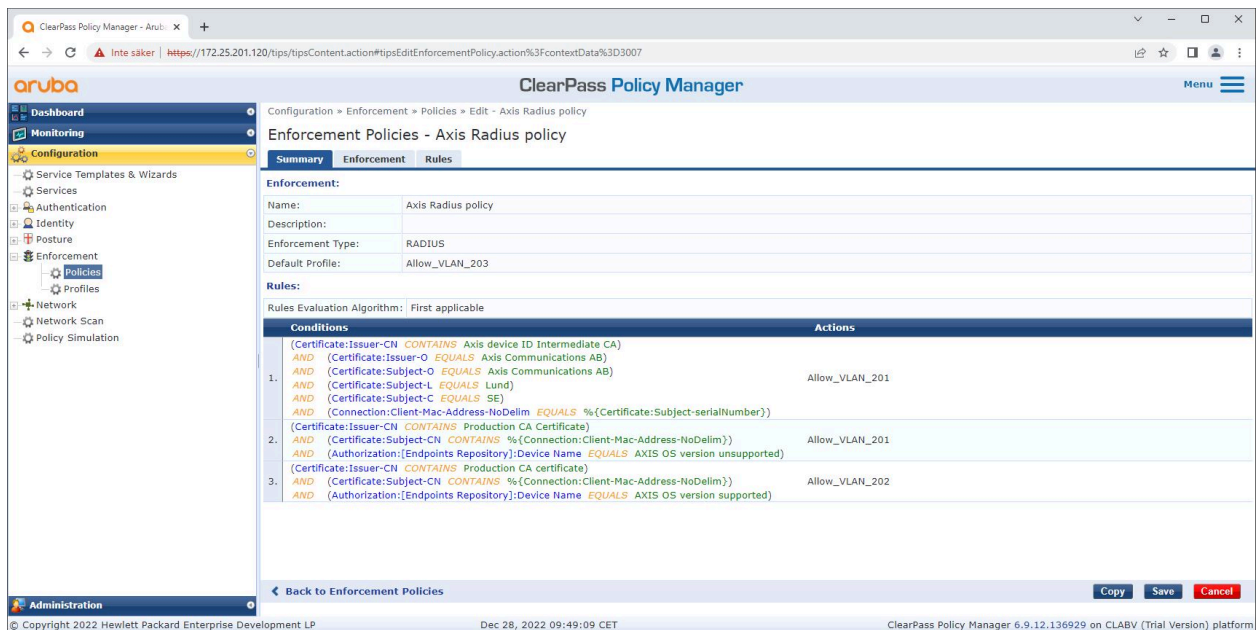 ClearPass Policy Manager - Arub
Inte säker | https://172.25.201.120/tips/tipsContent.action#tipsEditEnforcementPolicy.action%3FcontextData%3D3007
aruba
ClearPass Policy Manager
Menu
Dashboard
Monitoring
Configuration
Service Templates & Wizards
Services
Authentication
Identity
Posture
Enforcement
Policies
Profiles
Network
Network Scan
Policy Simulation
Administration
Configuration » Enforcement » Policies » Edit - Axis Radius policy
Enforcement Policies - Axis Radius policy
Summary Enforcement Rules
Enforcement:
Name: Axis Radius policy
Description:
Enforcement Type: RADIUS
Default Profile: Allow_VLAN_203
Rules:
Rules Evaluation Algorithm: First applicable
Conditions Actions
(Certificate:Issuer-CN CONTAINS Axis device ID Intermediate CA)
AND (Certificate:Issuer-O EQUALS Axis Communications AB)
AND (Certificate:Subject-O EQUALS Axis Communications AB)
1. AND (Certificate:Subject-L EQUALS Lund) Allow_VLAN_201
AND (Certificate:Subject-C EQUALS SE)
AND (Connection:Client-Mac-Address-NoDelim EQUALS %{Certificate:Subject-serialNumber})
(Certificate:Issuer-CN CONTAINS Production CA Certificate)
2. AND (Certificate:Subject-CN CONTAINS %{Connection:Client-Mac-Address-NoDelim}) Allow_VLAN_201
AND (Authorization:[Endpoints Repository]:Device Name EQUALS AXIS OS version unsupported)
(Certificate:Issuer-CN CONTAINS Production CA certificate)
3. AND (Certificate:Subject-CN CONTAINS %{Connection:Client-Mac-Address-NoDelim}) Allow_VLAN_202
AND (Authorization:[Endpoints Repository]:Device Name EQUALS AXIS OS version supported)
Back to Enforcement Policies
Copy Save Cancel
© Copyright 2022 Hewlett Packard Enterprise Development LP Dec 28, 2022 09:49:09 CET ClearPass Policy Manager 6.9.12.136929 on CLABV (Trial Version) platform